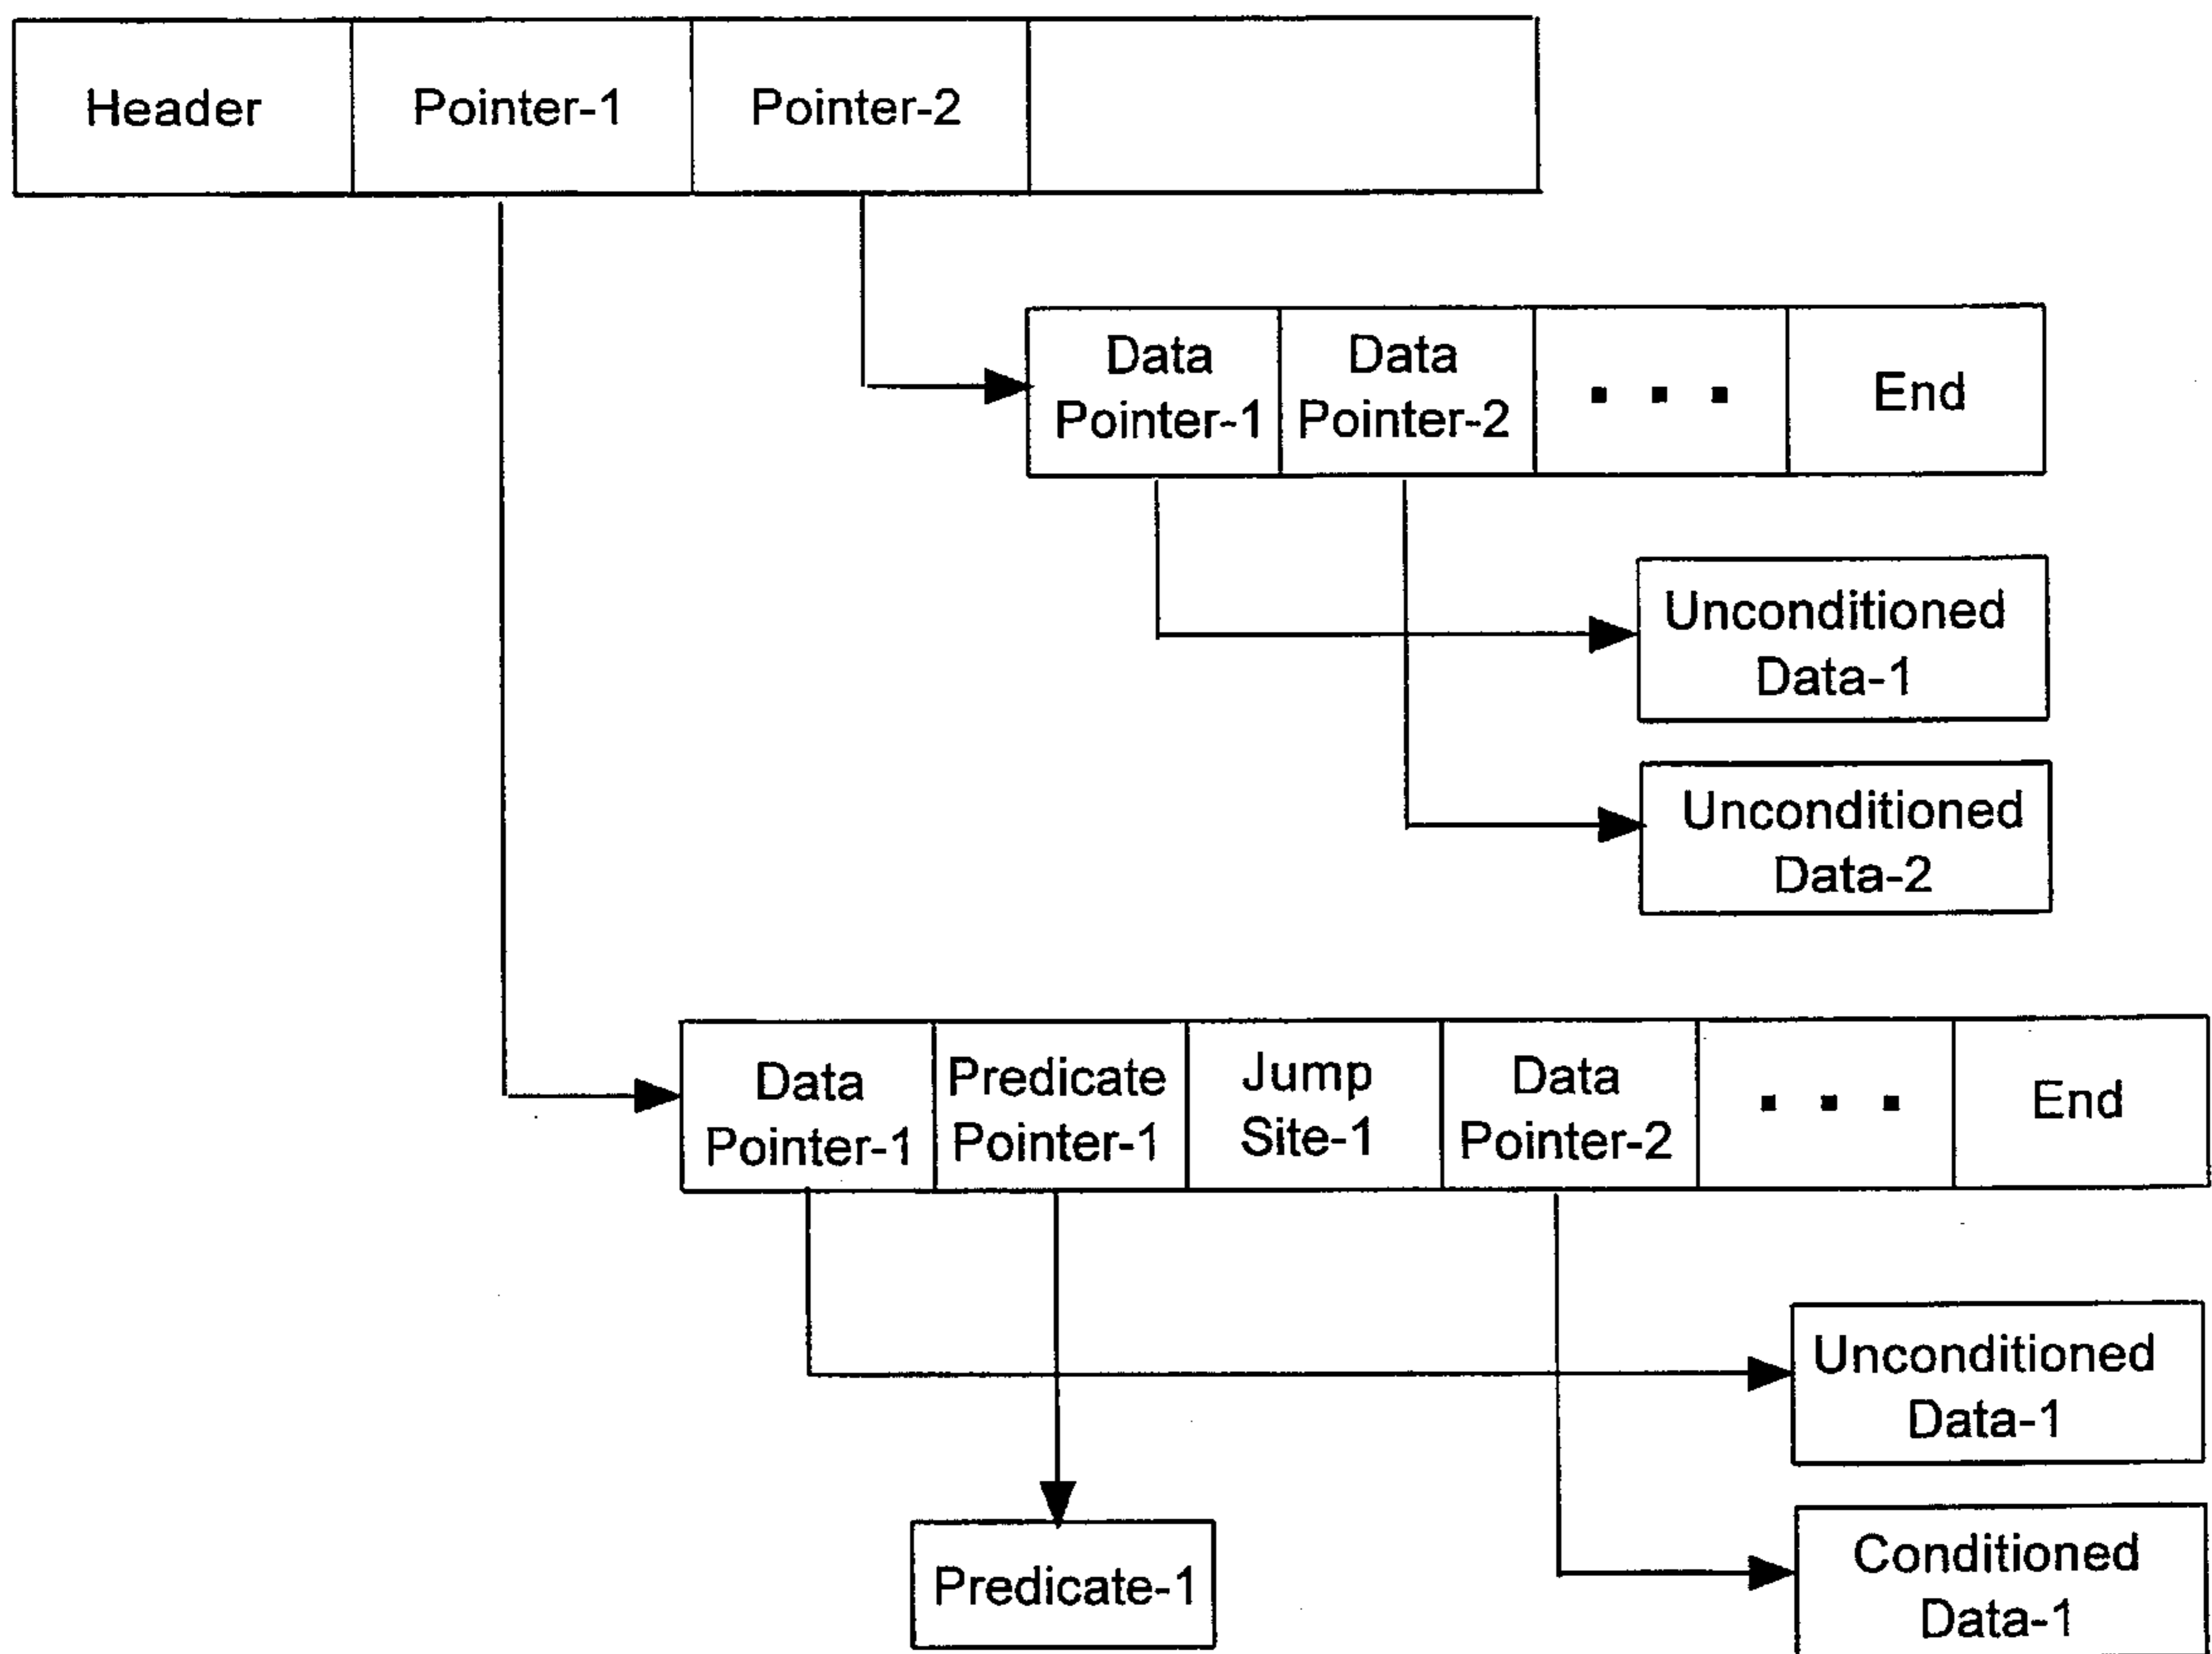 Header
Pointer-1
Pointer-2
Data
Pointer-1
Data
Pointer-2
. . .
End
Unconditioned
Data-1
Unconditioned
Data-2
Data
Pointer-1
Predicate
Pointer-1
Jump
Site-1
Data
Pointer-2
. . .
End
Unconditioned
Data-1
Predicate-1
Conditioned
Data-1